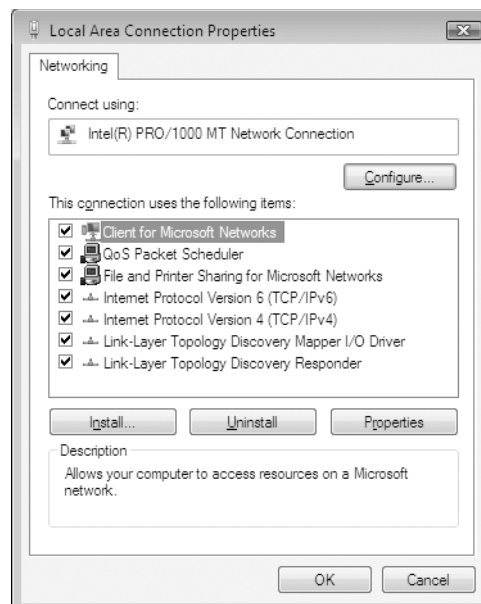 Local Area Connection Properties
Networking
Connect using:
Intel(R) PRO/1000 MT Network Connection
Configure...
This connection uses the following items:
Client for Microsoft Networks
QoS Packet Scheduler
File and Printer Sharing for Microsoft Networks
Internet Protocol Version 6 (TCP/IPv6)
Internet Protocol Version 4 (TCP/IPv4)
Link-Layer Topology Discovery Mapper I/O Driver
Link-Layer Topology Discovery Responder
Install... Uninstall Properties
Description
Allows your computer to access resources on a Microsoft
network.
OK Cancel